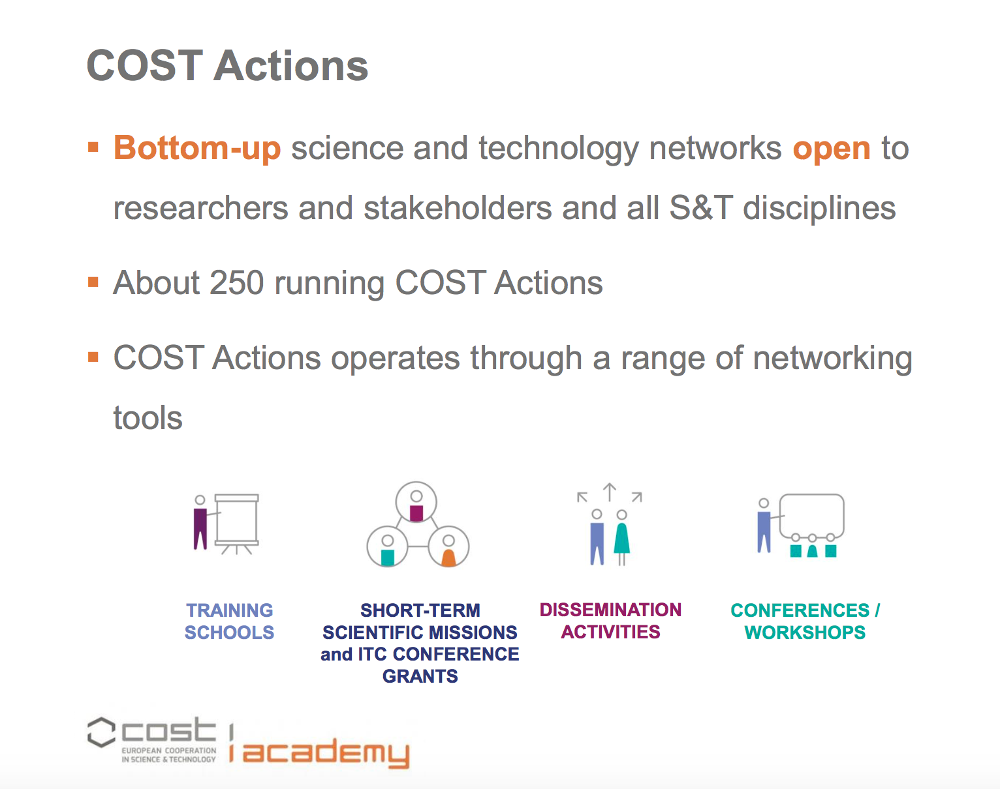 COST Actions
Bottom-up science and technology networks open to
researchers and stakeholders and all S&T disciplines
About 250 running COST Actions
COST Actions operates through a range of networking
tools
TRAINING
SCHOOLS
SHORT-TERM
SCIENTIFIC MISSIONS
and ITC CONFERENCE
GRANTS
DISSEMINATION
ACTIVITIES
CONFERENCES /
WORKSHOPS
cost
EUROPEAN COOPERATION
IN SCIENCE & TECHNOLOGY
academy